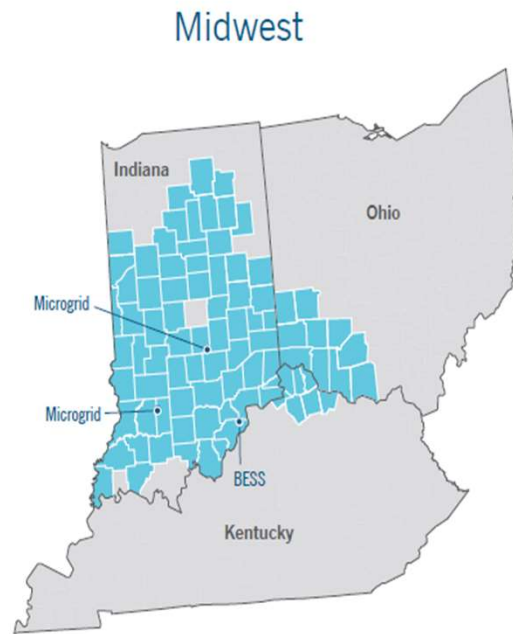 Midwest
Indiana
Ohio
Microgrid
Microgrid
BESS
Kentucky